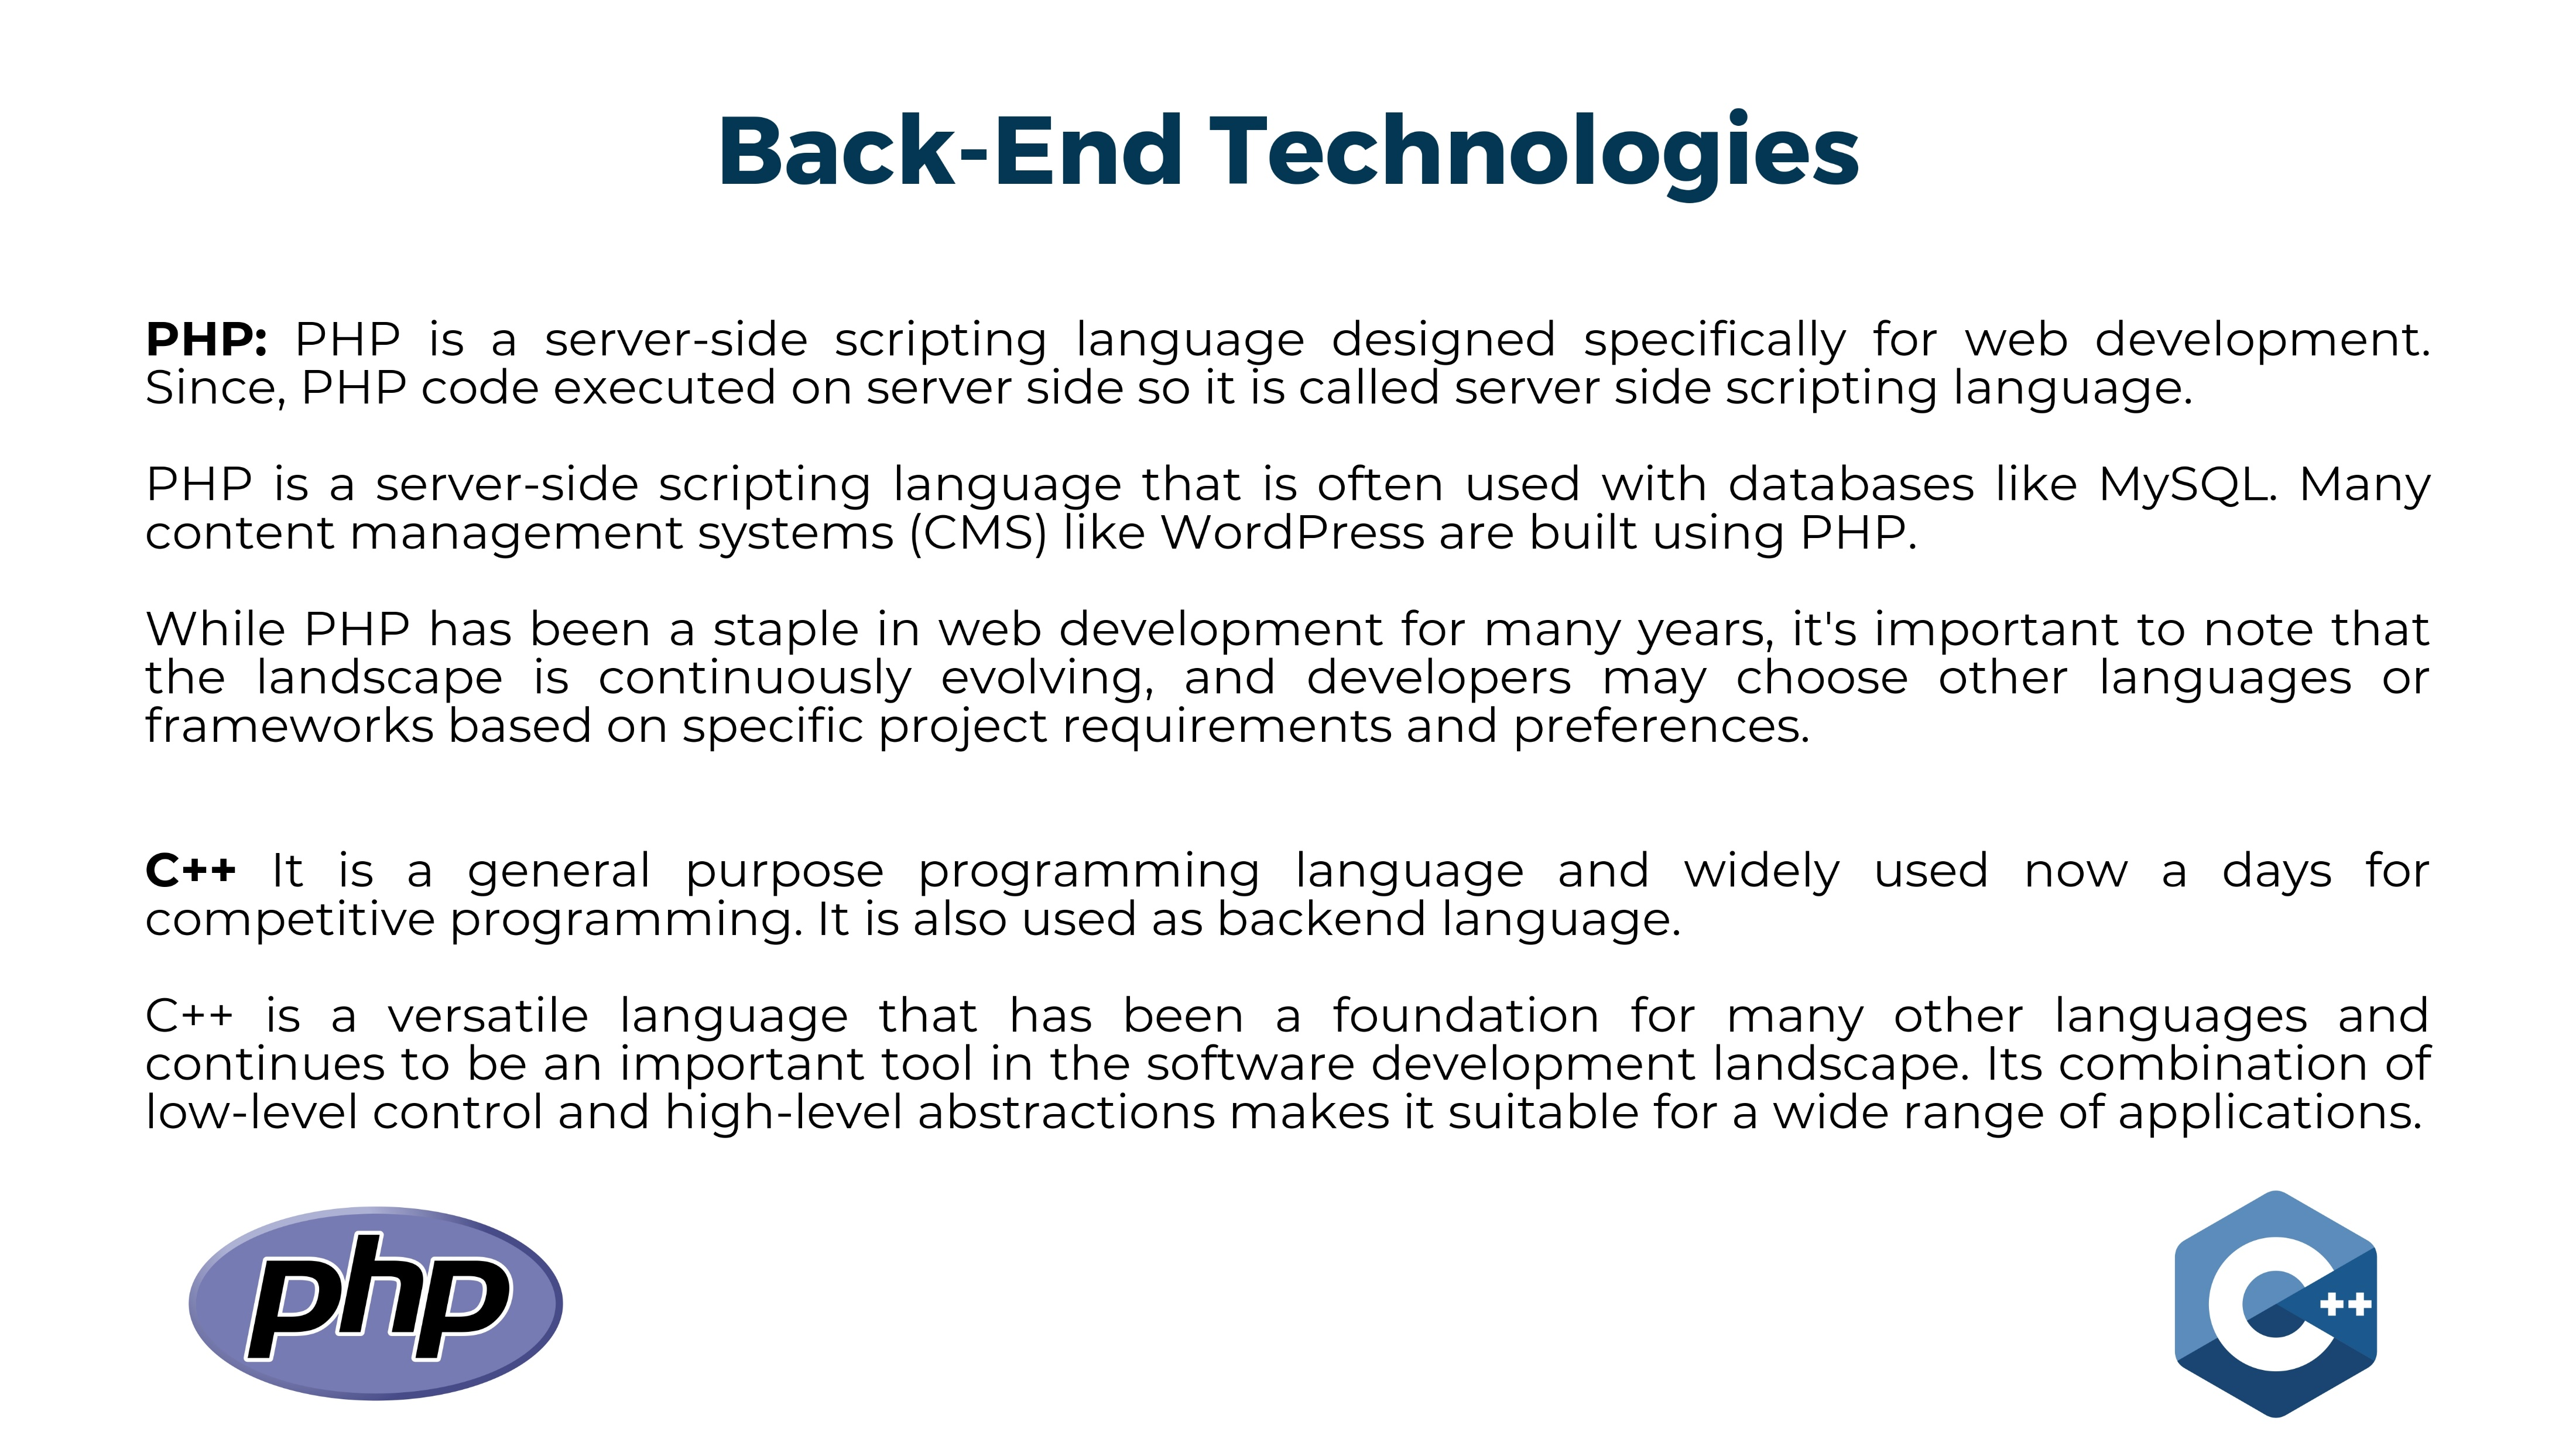 Back-End Technologies
PHP: PHP is a server-side scripting language designed specifically for web development.
Since, PHP code executed on server side so it is called server side scripting language.
PHP is a server-side scripting language that is often used with databases like MySQL. Many
content management systems (CMS) like WordPress are built using PHP.
While PHP has been a staple in web development for many years, it's important to note that
the landscape is continuously evolving, and developers may choose other languages or
frameworks based on specific project requirements and preferences.
C++ It is a general purpose programming language and widely used now a days for
competitive programming. It is also used as backend language.
C++ is a versatile language that has been a foundation for many other languages and
continues to be an important tool in the software development landscape. Its combination of
low-level control and high-level abstractions makes it suitable for a wide range of applications.
php
C++